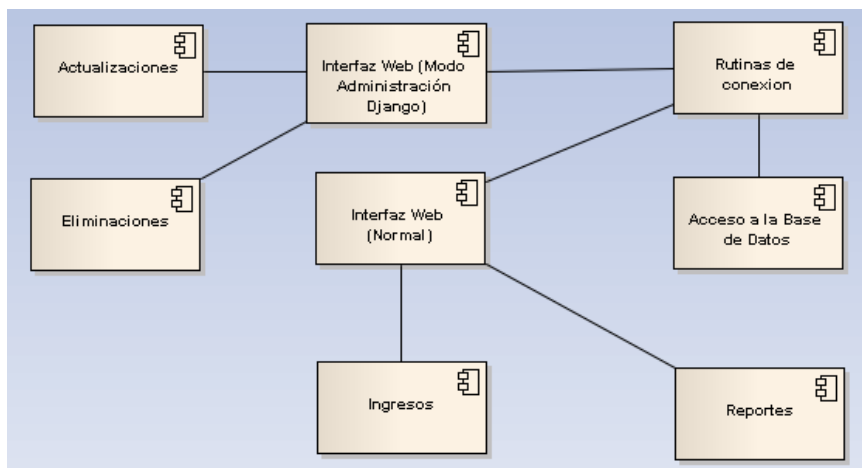 Actualizaciones
Interfaz Web (Modo
Administración
Django)
Rutinas de
conexion
Eliminaciones
Interfaz Web
(Normal)
Acceso a la Base
de Datos
Ingresos
Reportes